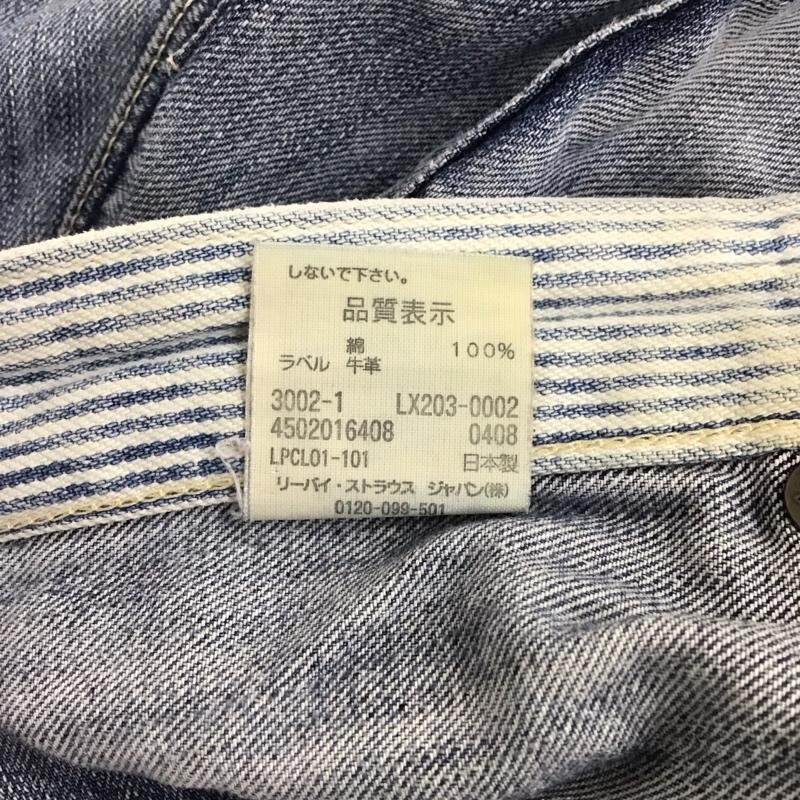 しないで下さい。
品質表示
綿 100%
ラベル 牛革
3002-1 LX203-0002
4502016408 0408
LPCL01-101 日本製
リーバイ・ストラウス ジャパン(株)
0120-099-501